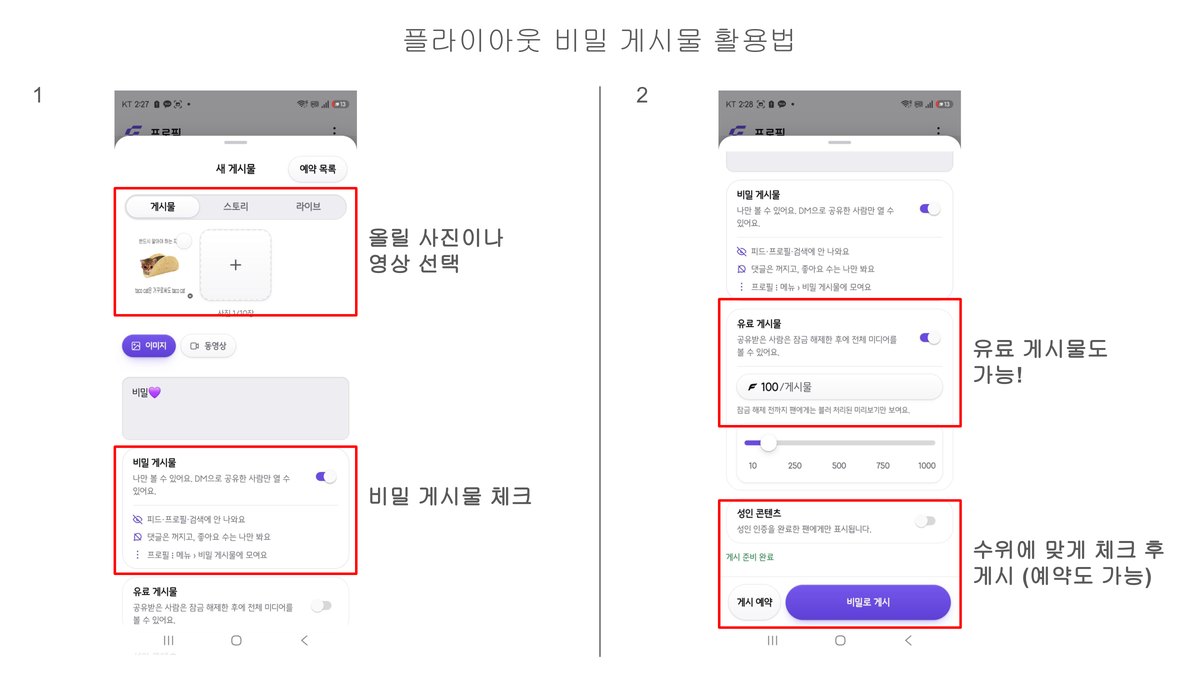 플라이아웃 비밀 게시물 활용법
1
KT 2:27
13
프로필
새 게시물
예약 목록
게시물
스토리
라이브
+
사진 1/10장
이미지
동영상
비밀💜
비밀 게시물
나만 볼 수 있어요. DM으로 공유한 사람만 열 수
있어요.
피드·프로필·검색에 안 나와요
댓글은 꺼지고, 좋아요 수는 나만 봐요
프로필 ⋮ 메뉴 › 비밀 게시물에 모여요
유료 게시물
공유받은 사람은 잠금 해제한 후에 전체 미디어를
볼 수 있어요.
올릴 사진이나
영상 선택
비밀 게시물 체크
2
KT 2:28
13
프로필
비밀 게시물
나만 볼 수 있어요. DM으로 공유한 사람만 열 수
있어요.
피드·프로필·검색에 안 나와요
댓글은 꺼지고, 좋아요 수는 나만 봐요
프로필 ⋮ 메뉴 › 비밀 게시물에 모여요
유료 게시물
공유받은 사람은 잠금 해제한 후에 전체 미디어를
볼 수 있어요.
100/게시물
잠금 해제 전까지 팬에게는 블러 처리된 미리보기만 보여요.
10 250 500 750 1000
성인 콘텐츠
성인 인증을 완료한 팬에게만 표시됩니다.
게시 준비 완료
게시 예약
비밀로 게시
유료 게시물도
가능!
수위에 맞게 체크 후
게시 (예약도 가능)